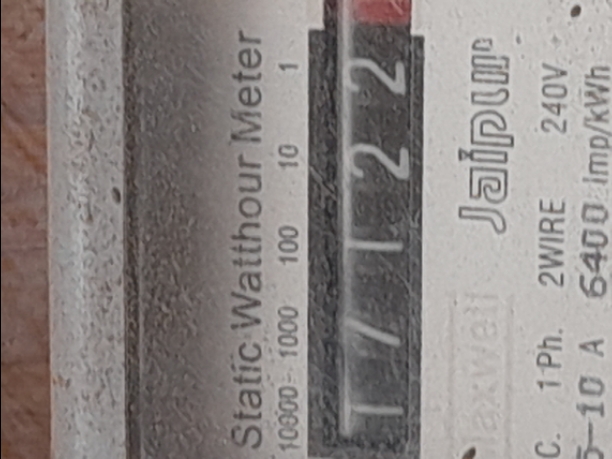 Static Watthour Meter
10000 1000 100 10 1
1 7 1 2 2
axwell Jaipur
C. 1 Ph. 2WIRE 240V
5-10 A 6400 Imp/kWh